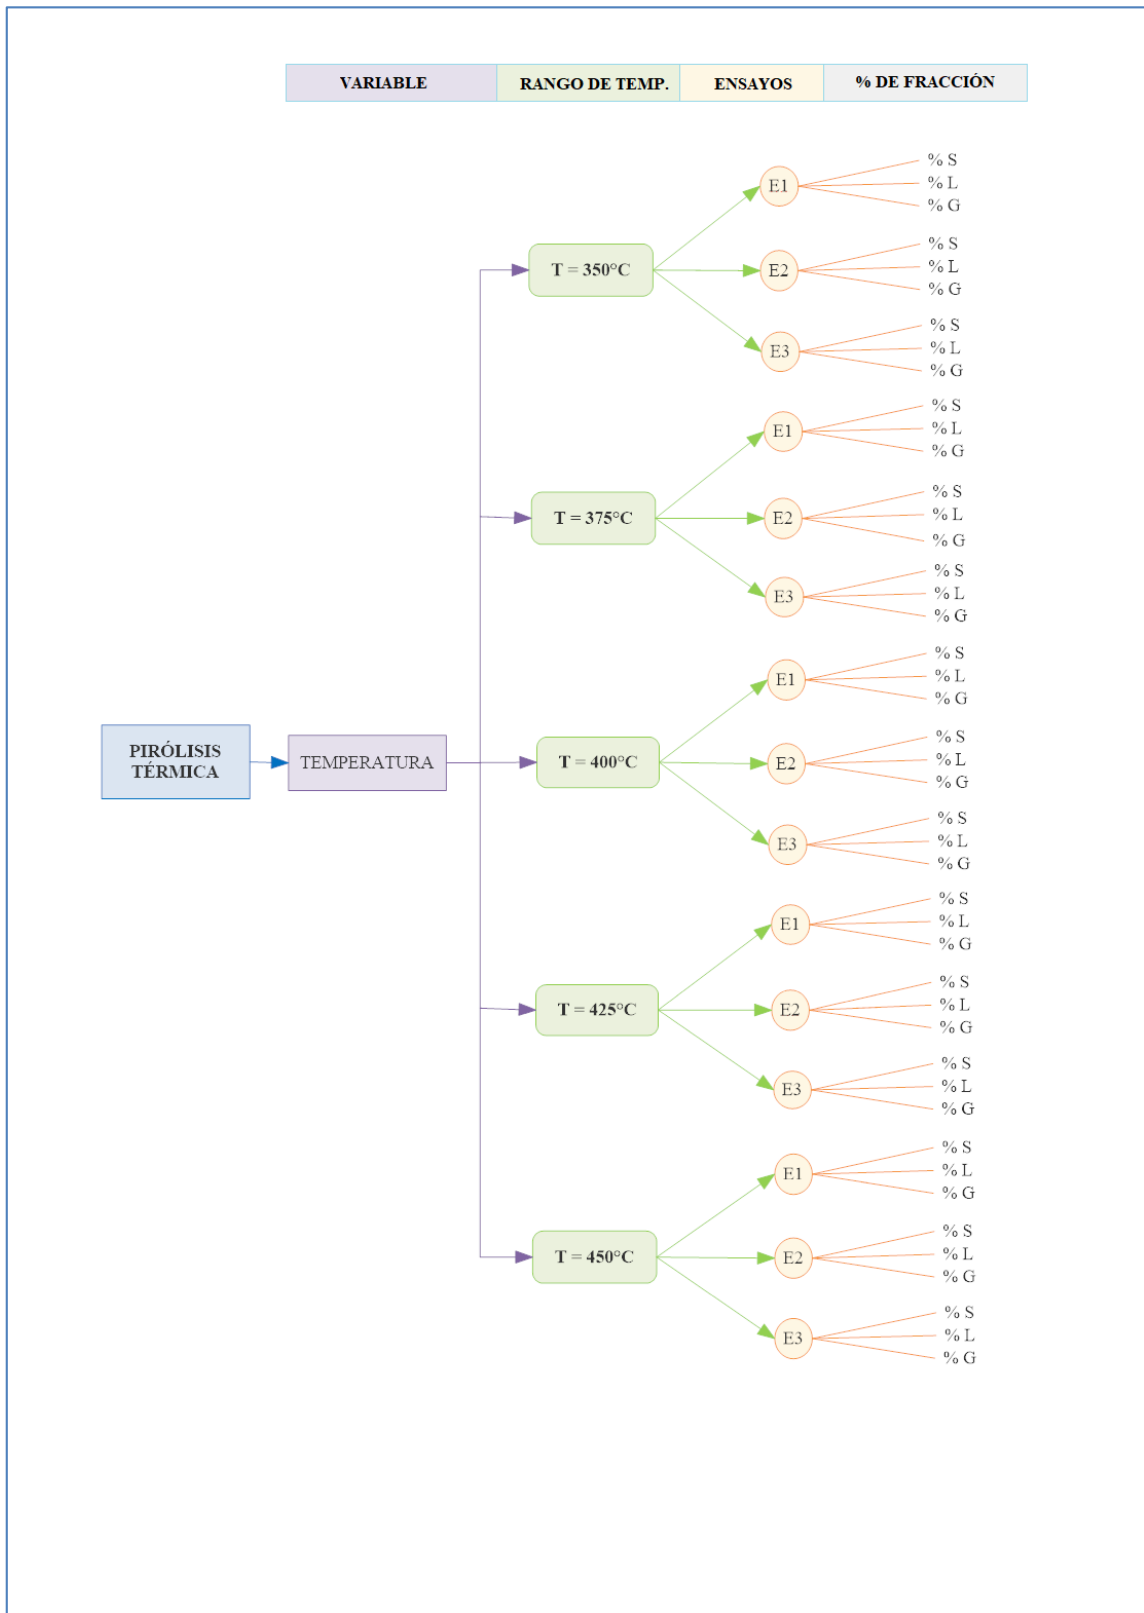 VARIABLE RANGO DE TEMP. ENSAYOS % DE FRACCIÓN
PIRÓLISIS
TÉRMICA
TEMPERATURA
T = 350°C
E1
% S
% L
% G
E2
% S
% L
% G
E3
% S
% L
% G
T = 375°C
E1
% S
% L
% G
E2
% S
% L
% G
E3
% S
% L
% G
T = 400°C
E1
% S
% L
% G
E2
% S
% L
% G
E3
% S
% L
% G
T = 425°C
E1
% S
% L
% G
E2
% S
% L
% G
E3
% S
% L
% G
T = 450°C
E1
% S
% L
% G
E2
% S
% L
% G
E3
% S
% L
% G